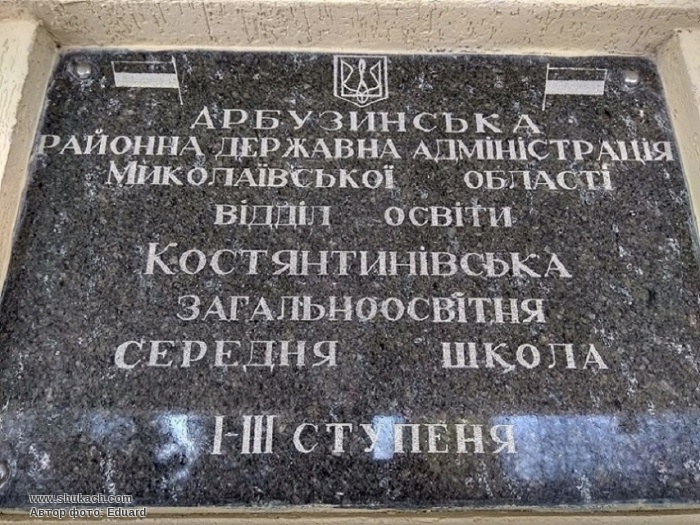 АРБУЗИНСЬКА
РАЙОННА ДЕРЖАВНА АДМІНІСТРАЦІЯ
МИКОЛАЇВСЬКОЇ ОБЛАСТІ
ВІДДІЛ ОСВІТИ
КОСТЯНТИНІВСЬКА
ЗАГАЛЬНООСВІТНЯ
СЕРЕДНЯ ШКОЛА
І-ІІІ СТУПЕНЯ
www.shukach.com
Автор фото: Eduard